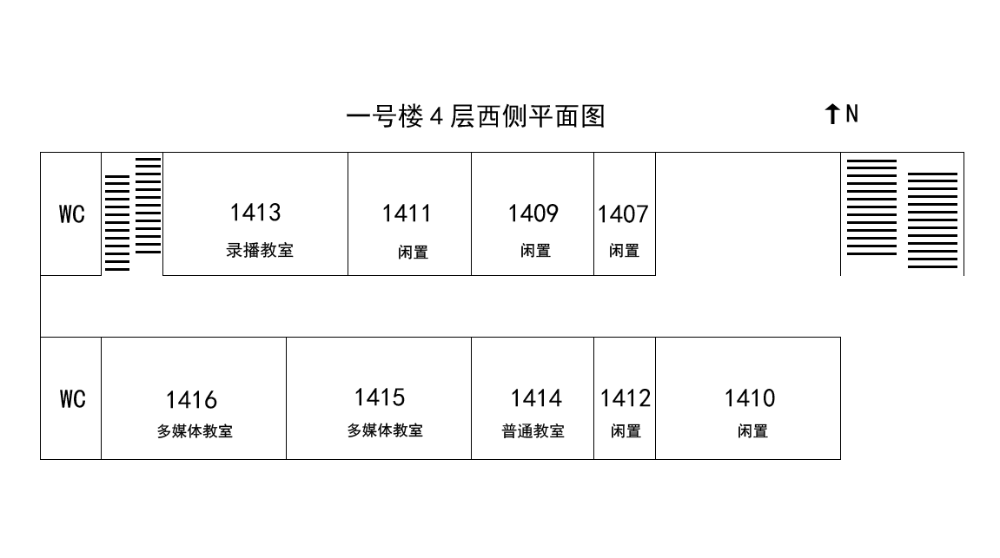 一号楼4层西侧平面图
N
WC
1413
录播教室
1411
闲置
1409
闲置
1407
闲置
WC
1416
多媒体教室
1415
多媒体教室
1414
普通教室
1412
闲置
1410
闲置